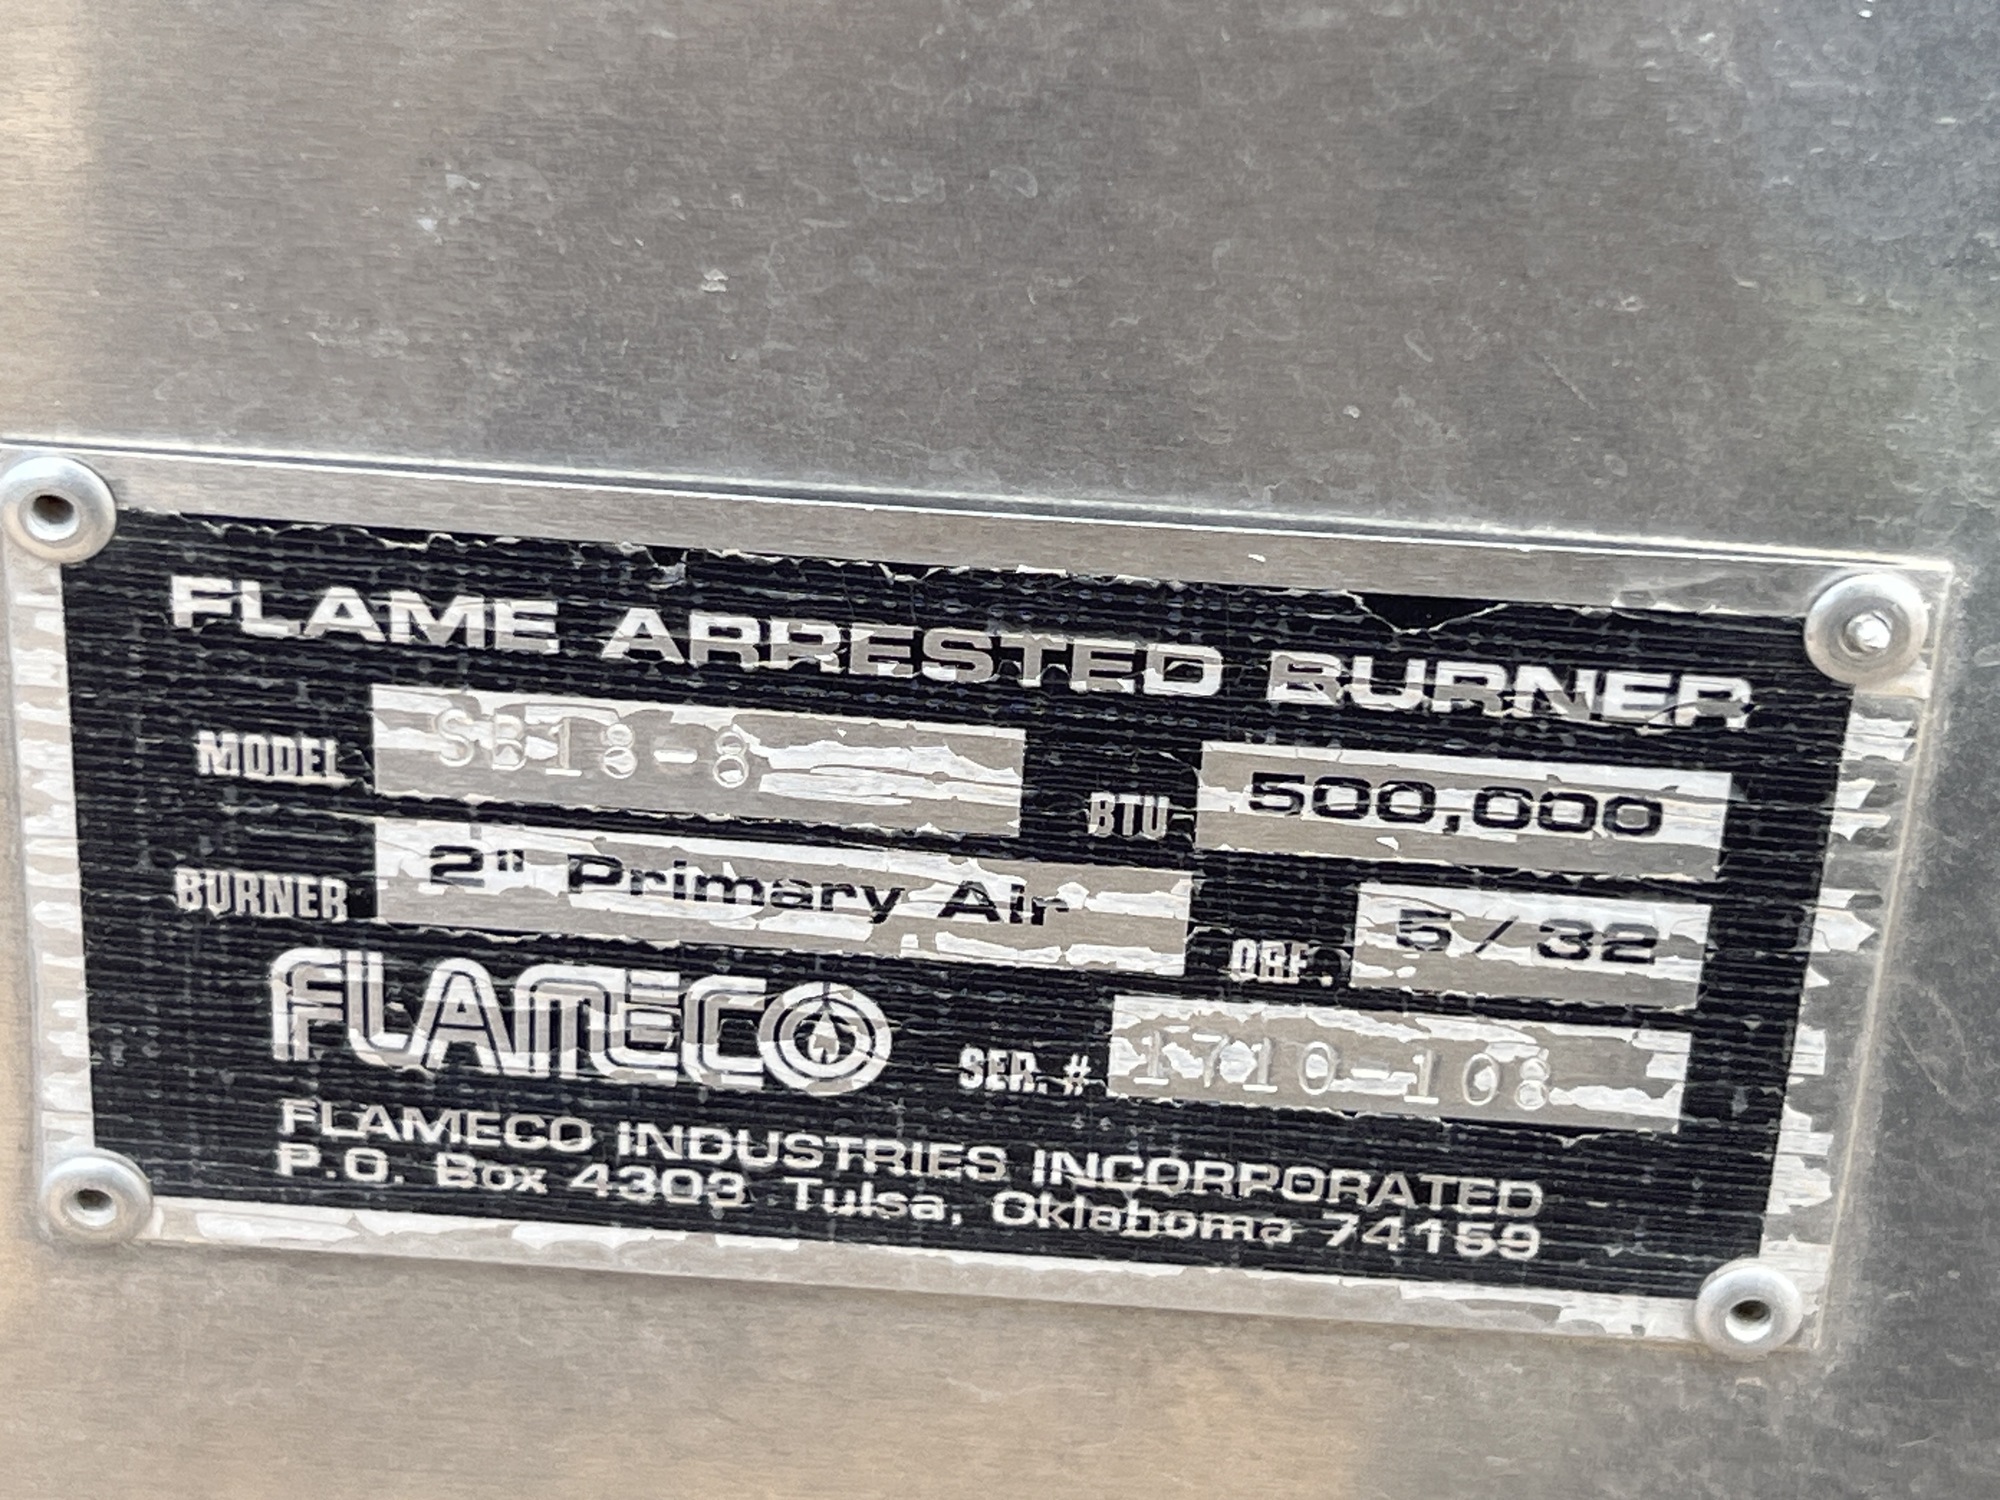 FLAME ARRESTED BURNER
MODEL SB18-8
BTU 500,000
BURNER 2" Primary Air
ORF. 5/32
FLAMECO
SER. # 1710-108
FLAMECO INDUSTRIES INCORPORATED
P.O. Box 4303 Tulsa, Oklahoma 74159